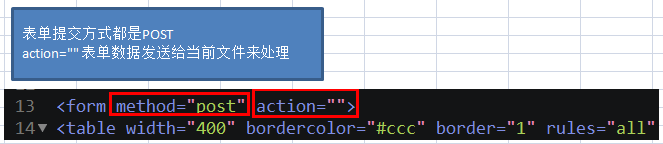 表单提交方式都是POST
action=""表单数据发送给当前文件来处理
13 <form method="post" action="">
14 <table width="400" bordercolor="#ccc" border="1" rules="all"